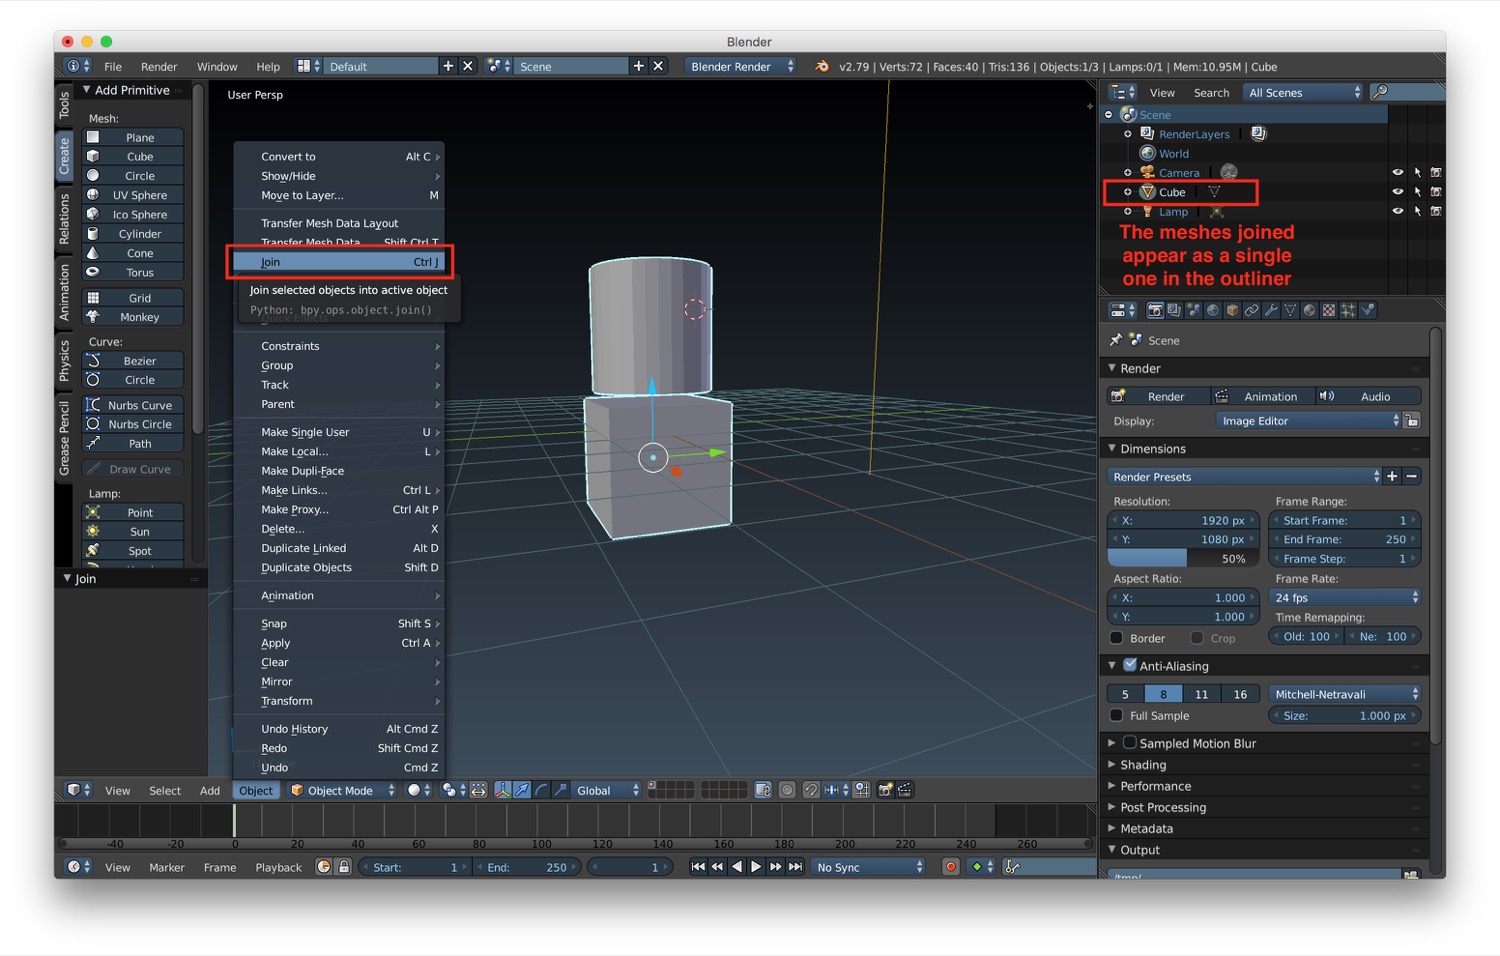 Blender
File Render Window Help Default Scene Blender Render v2.79 | Verts:72 | Faces:40 | Tris:136 | Objects:1/3 | Lamps:0/1 | Mem:10.95M | Cube
Tools
Create
Relations
Animation
Physics
Grease Pencil
Add Primitive
Mesh:
Plane
Cube
Circle
UV Sphere
Ico Sphere
Cylinder
Cone
Torus
Grid
Monkey
Curve:
Bezier
Circle
Nurbs Curve
Nurbs Circle
Path
Draw Curve
Lamp:
Point
Sun
Spot
Join
User Persp
Convert to Alt C
Show/Hide
Move to Layer... M
Transfer Mesh Data Layout
Transfer Mesh Data Shift Ctrl T
Join Ctrl J
Join selected objects into active object
Python: bpy.ops.object.join()
Constraints
Group
Track
Parent
Make Single User U
Make Local... L
Make Dupli-Face
Make Links... Ctrl L
Make Proxy... Ctrl Alt P
Delete... X
Duplicate Linked Alt D
Duplicate Objects Shift D
Animation
Snap Shift S
Apply Ctrl A
Clear
Mirror
Transform
Undo History Alt Cmd Z
Redo Shift Cmd Z
Undo Cmd Z
View Select Add Object Object Mode Global
-40 -20 0 20 40 60 80 100 120 140 160 180 200 220 240 260
View Marker Frame Playback Start: 1 End: 250 1 No Sync
View Search All Scenes
Scene
RenderLayers
World
Camera
Cube
Lamp
The meshes joined
appear as a single
one in the outliner
Scene
Render
Render Animation Audio
Display: Image Editor
Dimensions
Render Presets
Resolution: Frame Range:
X: 1920 px Start Frame: 1
Y: 1080 px End Frame: 250
50% Frame Step: 1
Aspect Ratio: Frame Rate:
X: 1.000 24 fps
Y: 1.000 Time Remapping:
Border Crop Old: 100 Ne: 100
Anti-Aliasing
5 8 11 16 Mitchell-Netravali
Full Sample Size: 1.000 px
Sampled Motion Blur
Shading
Performance
Post Processing
Metadata
Output
/tmp/